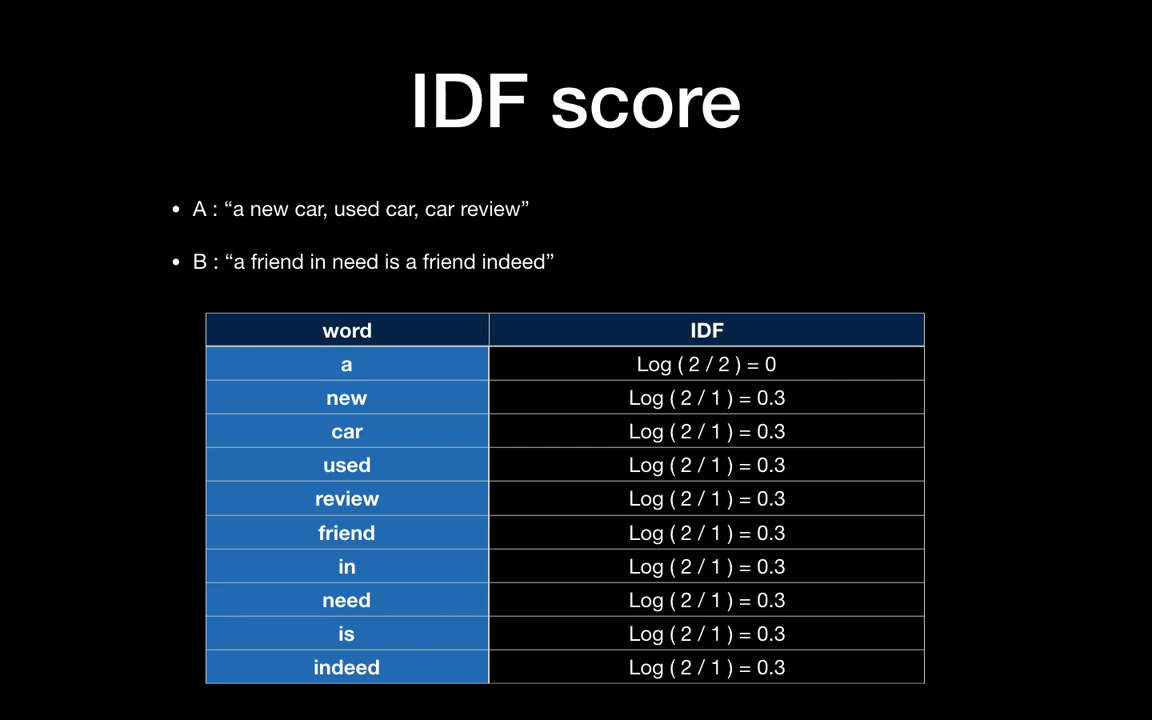 IDF score
• A : “a new car, used car, car review”
• B : “a friend in need is a friend indeed”
word IDF
a Log ( 2 / 2 ) = 0
new Log ( 2 / 1 ) = 0.3
car Log ( 2 / 1 ) = 0.3
used Log ( 2 / 1 ) = 0.3
review Log ( 2 / 1 ) = 0.3
friend Log ( 2 / 1 ) = 0.3
in Log ( 2 / 1 ) = 0.3
need Log ( 2 / 1 ) = 0.3
is Log ( 2 / 1 ) = 0.3
indeed Log ( 2 / 1 ) = 0.3